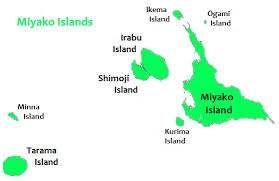 Miyako Islands
Ikema
Island
Ogami
Island
Irabu
Island
Shimoji
Island
Miyako
Island
Minna
Island
Kurima
Island
Tarama
Island